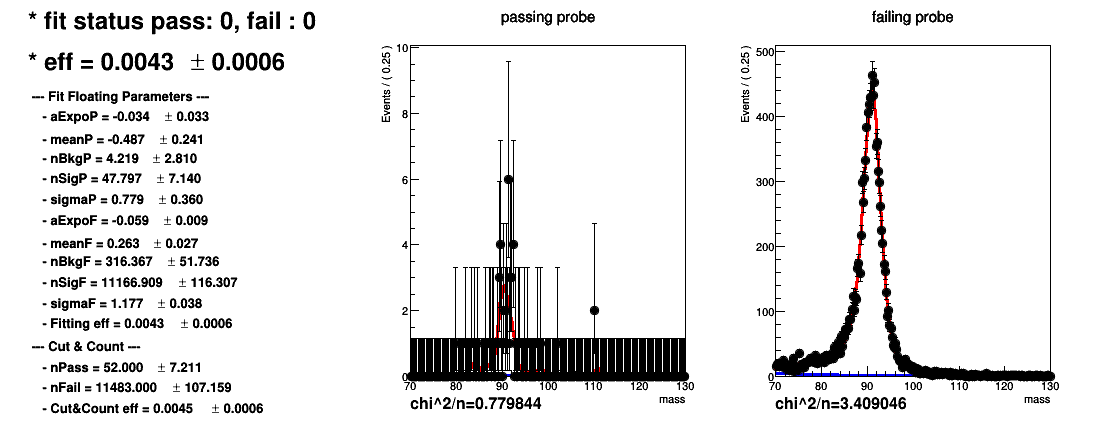 * fit status pass: 0, fail : 0
* eff = 0.0043 ± 0.0006
--- Fit Floating Parameters ---
- aExpoP = -0.034 ± 0.033
- meanP = -0.487 ± 0.241
- nBkgP = 4.219 ± 2.810
- nSigP = 47.797 ± 7.140
- sigmaP = 0.779 ± 0.360
- aExpoF = -0.059 ± 0.009
- meanF = 0.263 ± 0.027
- nBkgF = 316.367 ± 51.736
- nSigF = 11166.909 ± 116.307
- sigmaF = 1.177 ± 0.038
- Fitting eff = 0.0043 ± 0.0006
--- Cut & Count ---
- nPass = 52.000 ± 7.211
- nFail = 11483.000 ± 107.159
- Cut&Count eff = 0.0045 ± 0.0006
passing probe
Events / ( 0.25 )
10
8
6
4
2
0
70 80 90 100 110 120 130
mass
chi^2/n=0.779844
failing probe
Events / ( 0.25 )
500
400
300
200
100
0
70 80 90 100 110 120 130
mass
chi^2/n=3.409046